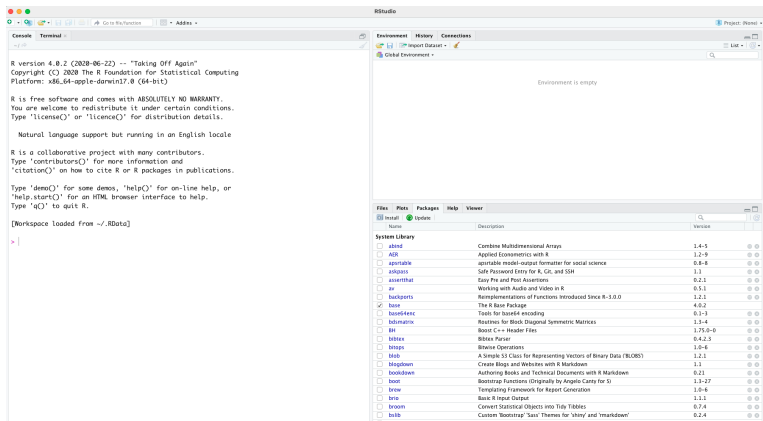 RStudio
Go to file/function
Addins
Project: (None)
Console Terminal
~/
R version 4.0.2 (2020-06-22) -- "Taking Off Again"
Copyright (C) 2020 The R Foundation for Statistical Computing
Platform: x86_64-apple-darwin17.0 (64-bit)
R is free software and comes with ABSOLUTELY NO WARRANTY.
You are welcome to redistribute it under certain conditions.
Type 'license()' or 'licence()' for distribution details.
Natural language support but running in an English locale
R is a collaborative project with many contributors.
Type 'contributors()' for more information and
'citation()' on how to cite R or R packages in publications.
Type 'demo()' for some demos, 'help()' for on-line help, or
'help.start()' for an HTML browser interface to help.
Type 'q()' to quit R.
[Workspace loaded from ~/.RData]
>
Environment History Connections
Import Dataset List
Global Environment
Environment is empty
Files Plots Packages Help Viewer
Install Update
Name Description Version
System Library
abind Combine Multidimensional Arrays 1.4-5
AER Applied Econometrics with R 1.2-9
apsrtable apsrtable model-output formatter for social science 0.8-8
askpass Safe Password Entry for R, Git, and SSH 1.1
assertthat Easy Pre and Post Assertions 0.2.1
av Working with Audio and Video in R 0.5.1
backports Reimplementations of Functions Introduced Since R-3.0.0 1.2.1
base The R Base Package 4.0.2
base64enc Tools for base64 encoding 0.1-3
bdsmatrix Routines for Block Diagonal Symmetric Matrices 1.3-4
BH Boost C++ Header Files 1.75.0-0
bibtex Bibtex Parser 0.4.2.3
bitops Bitwise Operations 1.0-6
blob A Simple S3 Class for Representing Vectors of Binary Data ('BLOBS') 1.2.1
blogdown Create Blogs and Websites with R Markdown 1.1
bookdown Authoring Books and Technical Documents with R Markdown 0.21
boot Bootstrap Functions (Originally by Angelo Canty for S) 1.3-27
brew Templating Framework for Report Generation 1.0-6
brio Basic R Input Output 1.1.1
broom Convert Statistical Objects into Tidy Tibbles 0.7.4
bslib Custom 'Bootstrap' 'Sass' Themes for 'shiny' and 'rmarkdown' 0.2.4